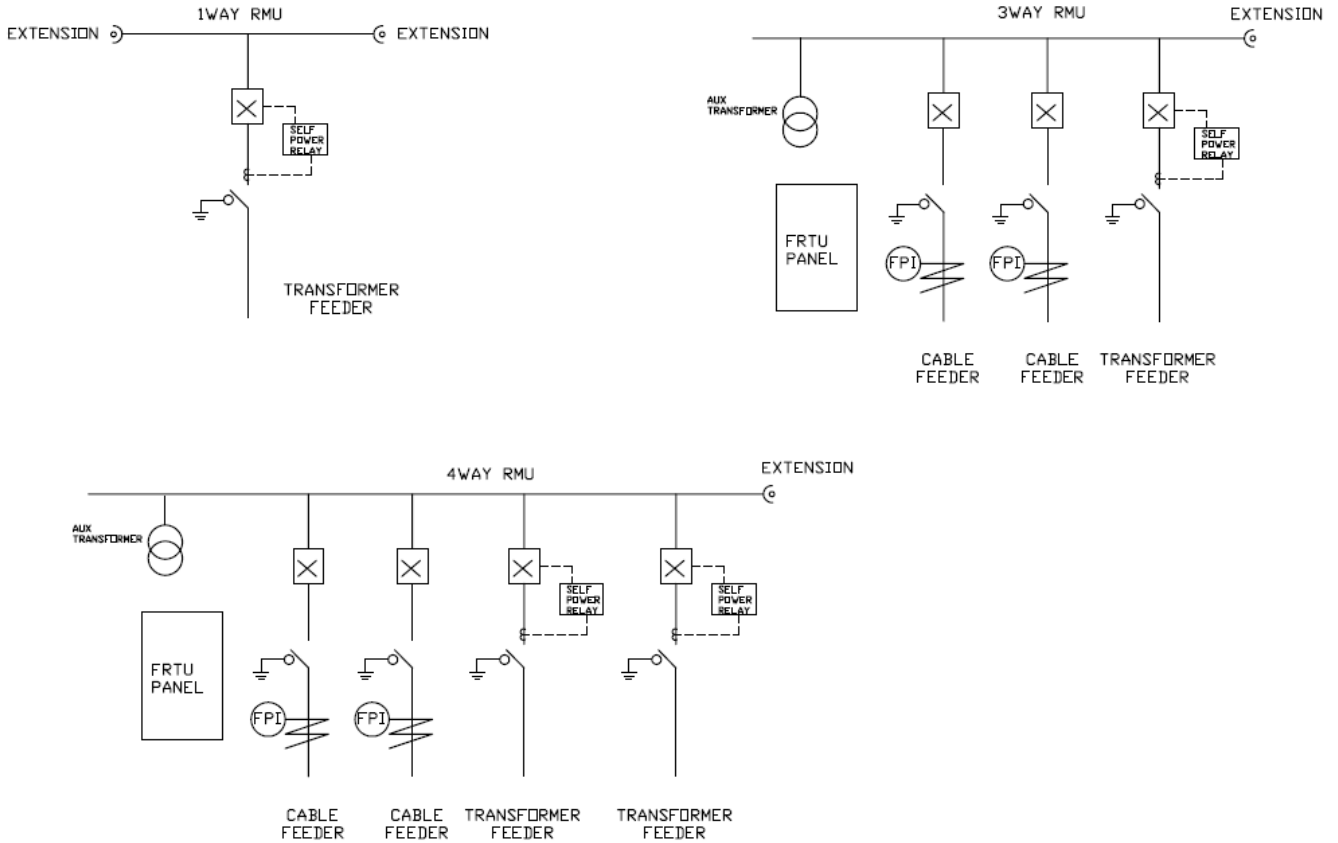 1WAY RMU
EXTENSION
EXTENSION
SELF
POWER
RELAY
TRANSFORMER
FEEDER
3WAY RMU
EXTENSION
AUX
TRANSFORMER
SELF
POWER
RELAY
FRTU
PANEL
FPI
FPI
CABLE
FEEDER
CABLE
FEEDER
TRANSFORMER
FEEDER
4WAY RMU
EXTENSION
AUX
TRANSFORMER
SELF
POWER
RELAY
SELF
POWER
RELAY
FRTU
PANEL
FPI
FPI
CABLE
FEEDER
CABLE
FEEDER
TRANSFORMER
FEEDER
TRANSFORMER
FEEDER